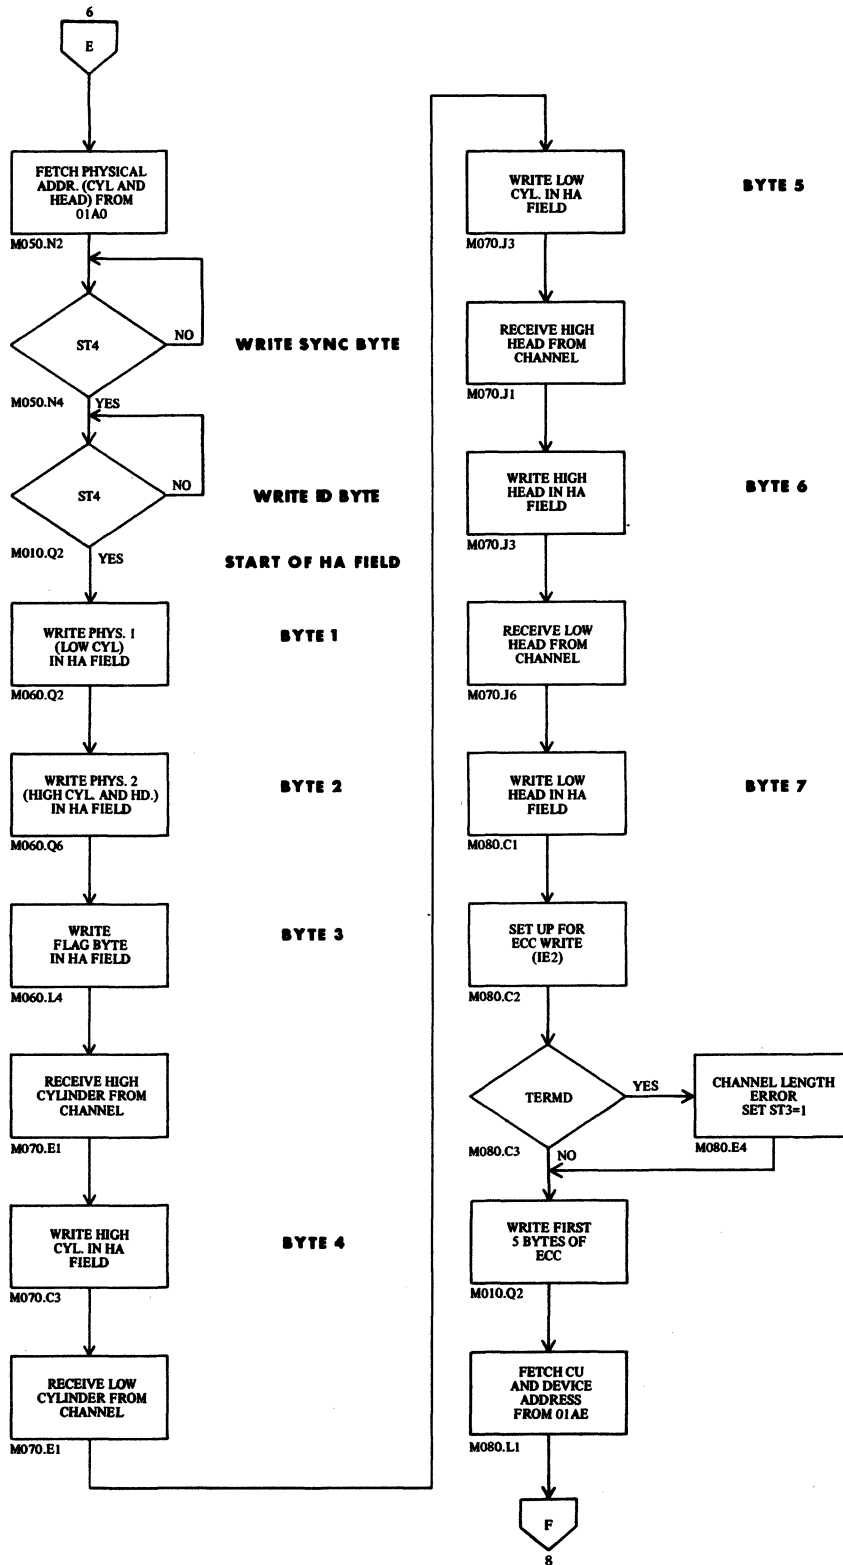 6
E
FETCH PHYSICAL
ADDR. (CYL AND
HEAD) FROM
01A0
M050.N2
ST4
NO
WRITE SYNC BYTE
M050.N4
YES
ST4
NO
WRITE ID BYTE
M010.Q2
YES
START OF HA FIELD
WRITE PHYS. 1
(LOW CYL)
IN HA FIELD
BYTE 1
M060.Q2
WRITE PHYS. 2
(HIGH CYL. AND HD.)
IN HA FIELD
BYTE 2
M060.Q6
WRITE
FLAG BYTE
IN HA FIELD
BYTE 3
M060.L4
RECEIVE HIGH
CYLINDER FROM
CHANNEL
M070.E1
WRITE HIGH
CYL. IN HA
FIELD
BYTE 4
M070.C3
RECEIVE LOW
CYLINDER FROM
CHANNEL
M070.E1
WRITE LOW
CYL. IN HA
FIELD
BYTE 5
M070.J3
RECEIVE HIGH
HEAD FROM
CHANNEL
M070.J1
WRITE HIGH
HEAD IN HA
FIELD
BYTE 6
M070.J3
RECEIVE LOW
HEAD FROM
CHANNEL
M070.J6
WRITE LOW
HEAD IN HA
FIELD
BYTE 7
M080.C1
SET UP FOR
ECC WRITE
(IE2)
M080.C2
TERMD
YES
CHANNEL LENGTH
ERROR
SET ST3=1
M080.C3
NO
M080.E4
WRITE FIRST
5 BYTES OF
ECC
M010.Q2
FETCH CU
AND DEVICE
ADDRESS
FROM 01AE
M080.L1
F
8